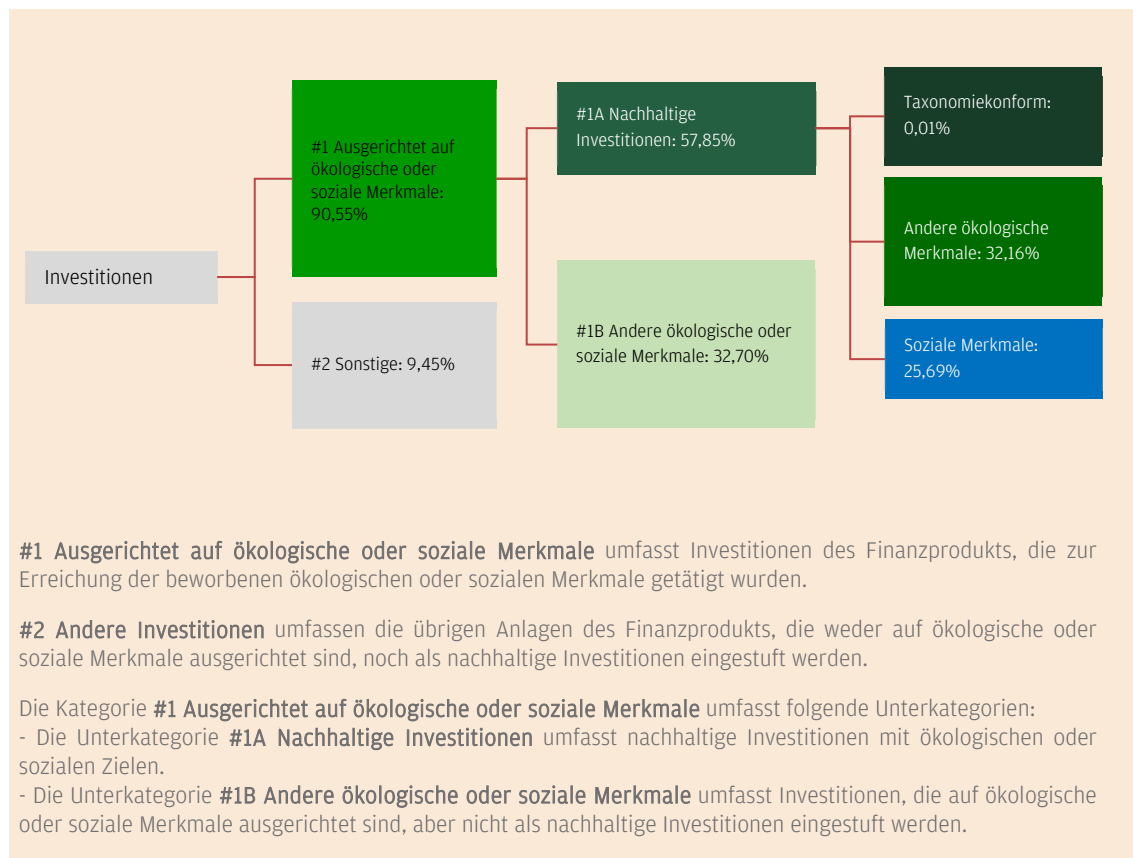 Investitionen
#1 Ausgerichtet auf
ökologische oder
soziale Merkmale:
90,55%
#2 Sonstige: 9,45%
#1A Nachhaltige
Investitionen: 57,85%
#1B Andere ökologische oder
soziale Merkmale: 32,70%
Taxonomiekonform:
0,01%
Andere ökologische
Merkmale: 32,16%
Soziale Merkmale:
25,69%
#1 Ausgerichtet auf ökologische oder soziale Merkmale umfasst Investitionen des Finanzprodukts, die zur
Erreichung der beworbenen ökologischen oder sozialen Merkmale getätigt wurden.
#2 Andere Investitionen umfassen die übrigen Anlagen des Finanzprodukts, die weder auf ökologische oder
soziale Merkmale ausgerichtet sind, noch als nachhaltige Investitionen eingestuft werden.
Die Kategorie #1 Ausgerichtet auf ökologische oder soziale Merkmale umfasst folgende Unterkategorien:
- Die Unterkategorie #1A Nachhaltige Investitionen umfasst nachhaltige Investitionen mit ökologischen oder
sozialen Zielen.
- Die Unterkategorie #1B Andere ökologische oder soziale Merkmale umfasst Investitionen, die auf ökologische
oder soziale Merkmale ausgerichtet sind, aber nicht als nachhaltige Investitionen eingestuft werden.